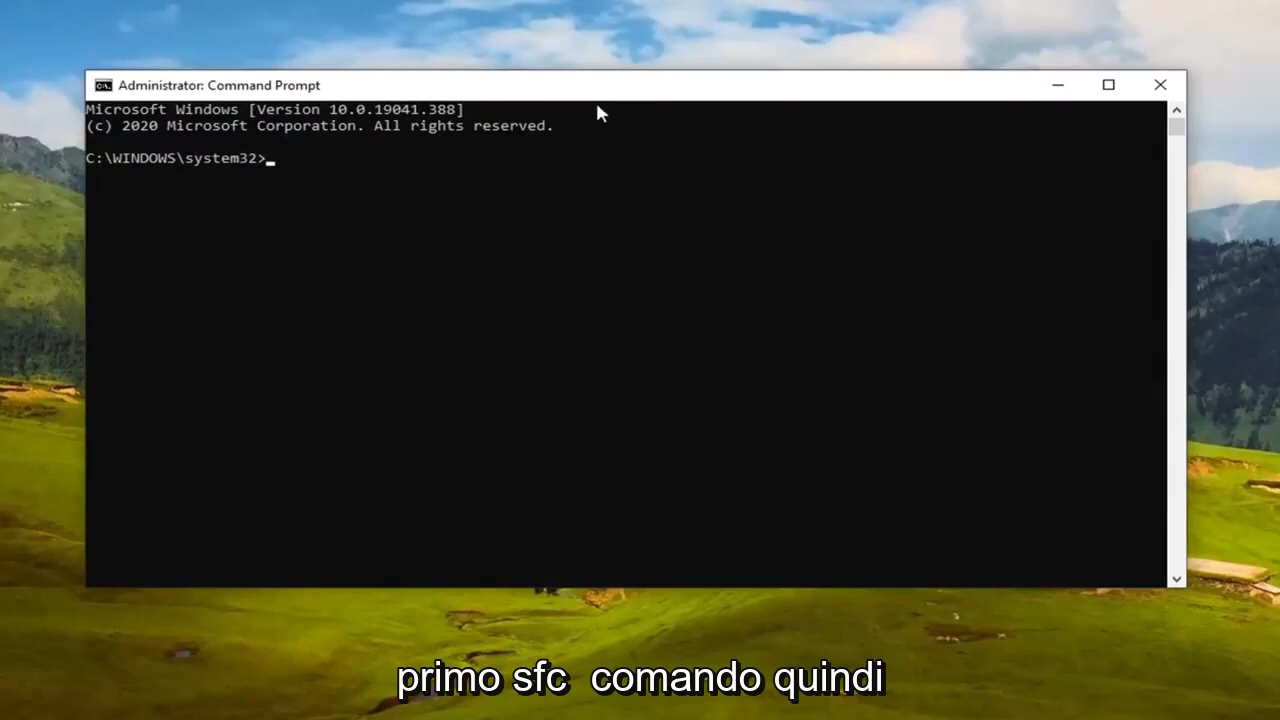 Administrator: Command Prompt
Microsoft Windows [Version 10.0.19041.388]
(c) 2020 Microsoft Corporation. All rights reserved.
C:\WINDOWS\system32>
primo sfc  comando quindi